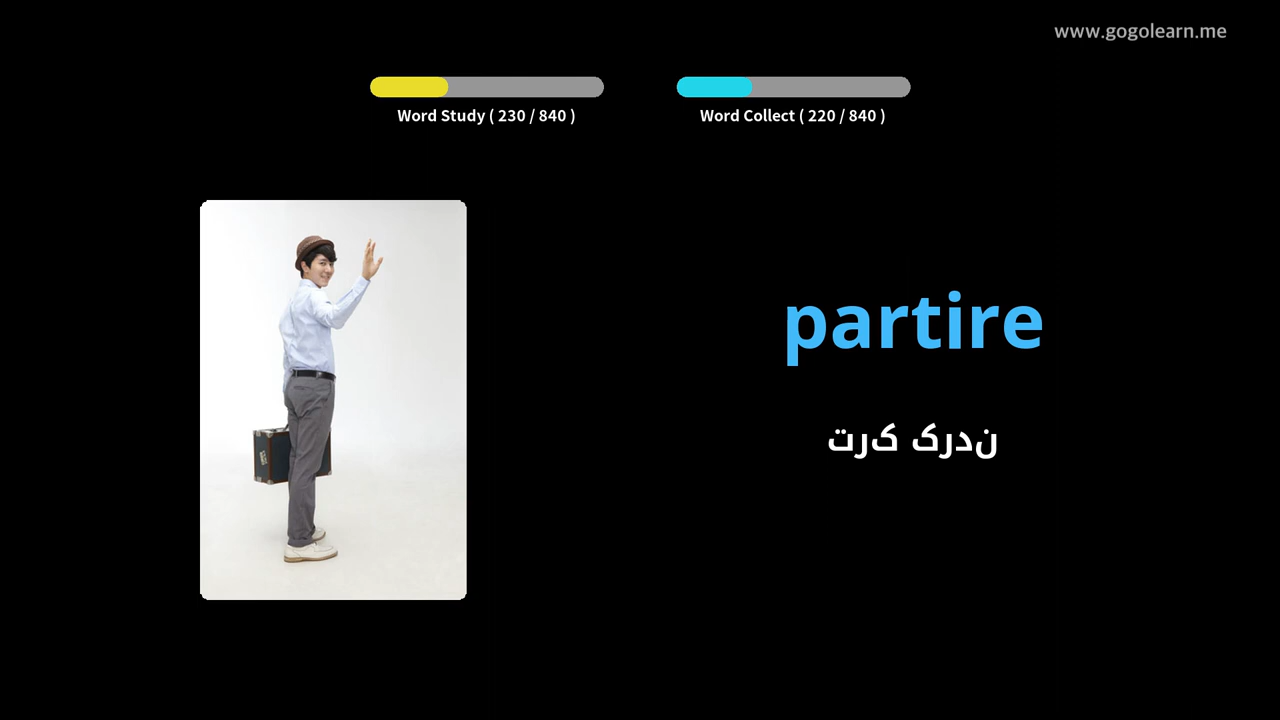 www.gogolearn.me
Word Study ( 230 / 840 )
Word Collect ( 220 / 840 )
partire
ندرک کرت